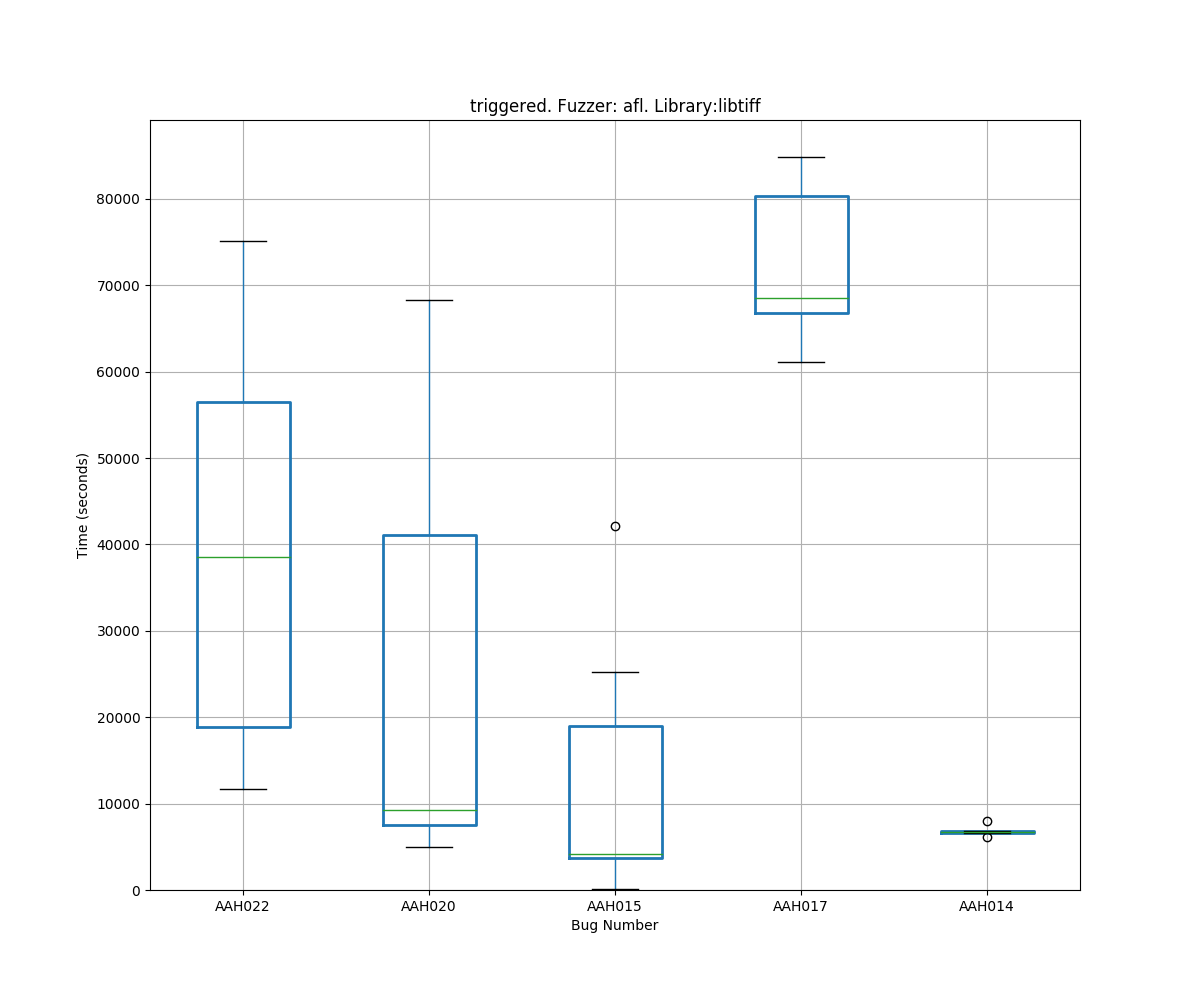 triggered. Fuzzer: afl. Library:libtiff
80000
70000
60000
50000
40000
30000
20000
10000
0
Time (seconds)
AAH022 AAH020 AAH015 AAH017 AAH014
Bug Number